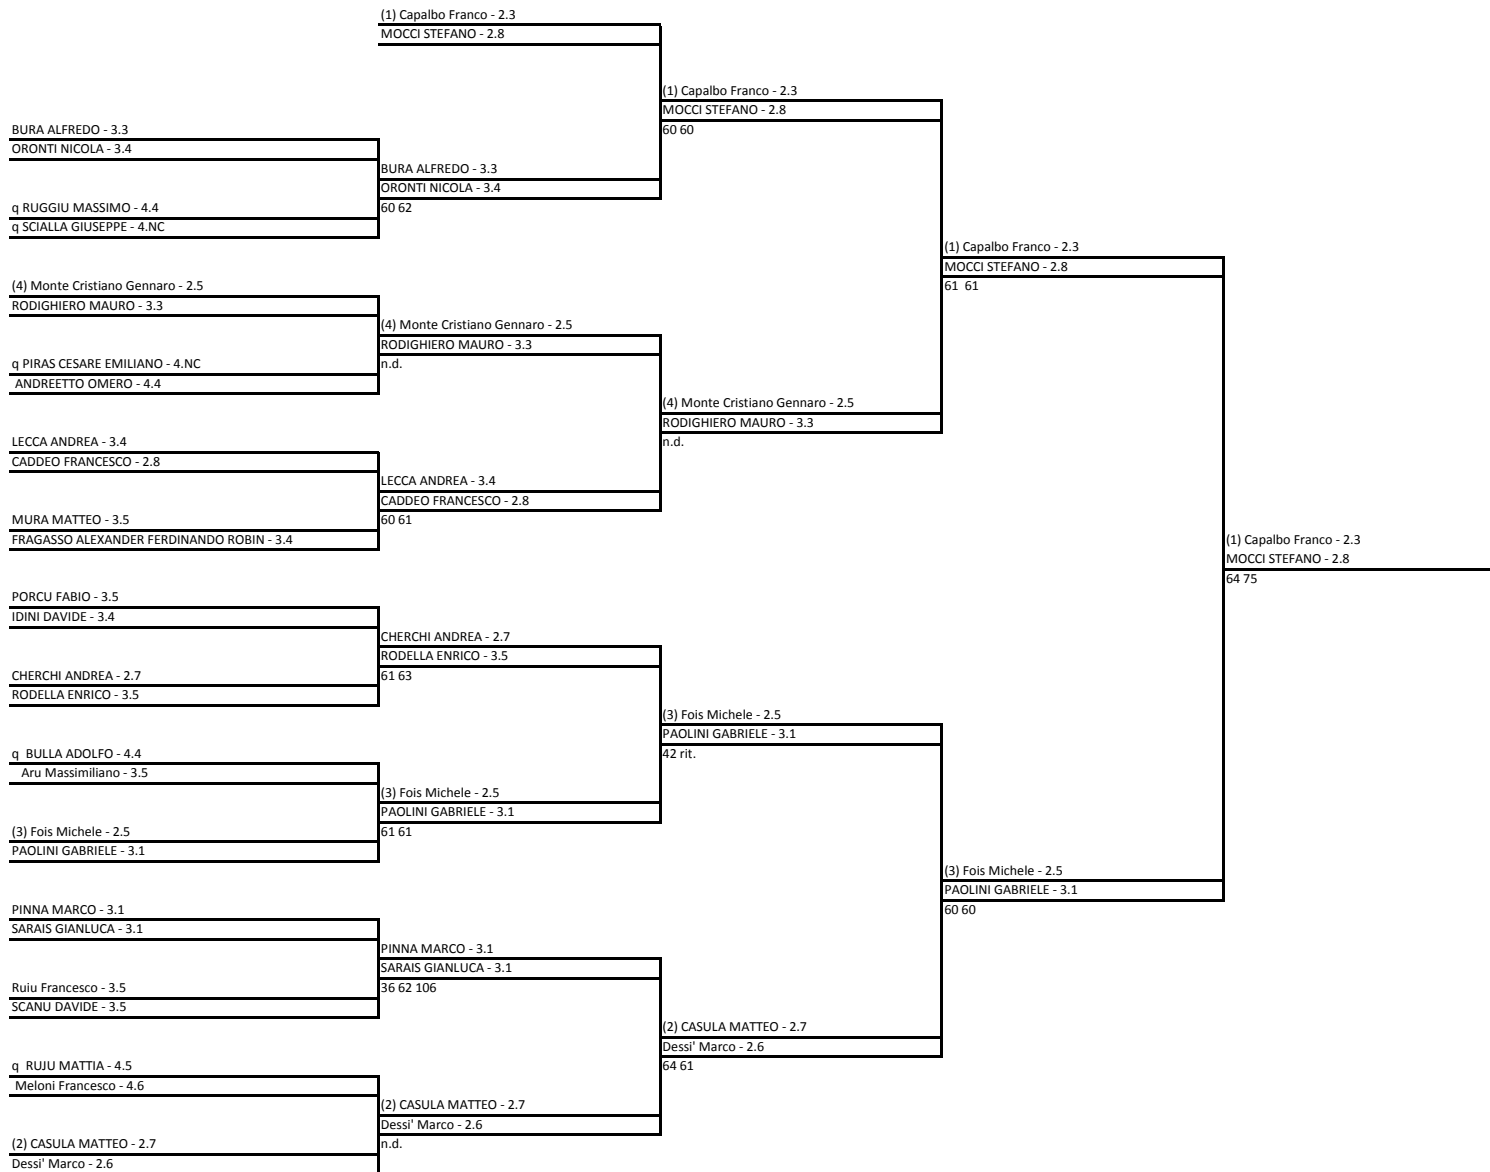 (1) Capalbo Franco - 2.3
MOCCI STEFANO - 2.8
(1) Capalbo Franco - 2.3
MOCCI STEFANO - 2.8
60 60
BURA ALFREDO - 3.3
ORONTI NICOLA - 3.4
BURA ALFREDO - 3.3
ORONTI NICOLA - 3.4
60 62
q RUGGIU MASSIMO - 4.4
q SCIALLA GIUSEPPE - 4.NC
(1) Capalbo Franco - 2.3
MOCCI STEFANO - 2.8
61 61
(4) Monte Cristiano Gennaro - 2.5
RODIGHIERO MAURO - 3.3
(4) Monte Cristiano Gennaro - 2.5
RODIGHIERO MAURO - 3.3
n.d.
q PIRAS CESARE EMILIANO - 4.NC
ANDREETTO OMERO - 4.4
(4) Monte Cristiano Gennaro - 2.5
RODIGHIERO MAURO - 3.3
n.d.
LECCA ANDREA - 3.4
CADDEO FRANCESCO - 2.8
LECCA ANDREA - 3.4
CADDEO FRANCESCO - 2.8
60 61
MURA MATTEO - 3.5
FRAGASSO ALEXANDER FERDINANDO ROBIN - 3.4
(1) Capalbo Franco - 2.3
MOCCI STEFANO - 2.8
64 75
PORCU FABIO - 3.5
IDINI DAVIDE - 3.4
CHERCHI ANDREA - 2.7
RODELLA ENRICO - 3.5
61 63
CHERCHI ANDREA - 2.7
RODELLA ENRICO - 3.5
(3) Fois Michele - 2.5
PAOLINI GABRIELE - 3.1
42 rit.
q BULLA ADOLFO - 4.4
Aru Massimiliano - 3.5
(3) Fois Michele - 2.5
PAOLINI GABRIELE - 3.1
61 61
(3) Fois Michele - 2.5
PAOLINI GABRIELE - 3.1
(3) Fois Michele - 2.5
PAOLINI GABRIELE - 3.1
60 60
PINNA MARCO - 3.1
SARAIS GIANLUCA - 3.1
PINNA MARCO - 3.1
SARAIS GIANLUCA - 3.1
36 62 106
Ruiu Francesco - 3.5
SCANU DAVIDE - 3.5
(2) CASULA MATTEO - 2.7
Dessi' Marco - 2.6
64 61
q RUJU MATTIA - 4.5
Meloni Francesco - 4.6
(2) CASULA MATTEO - 2.7
Dessi' Marco - 2.6
n.d.
(2) CASULA MATTEO - 2.7
Dessi' Marco - 2.6